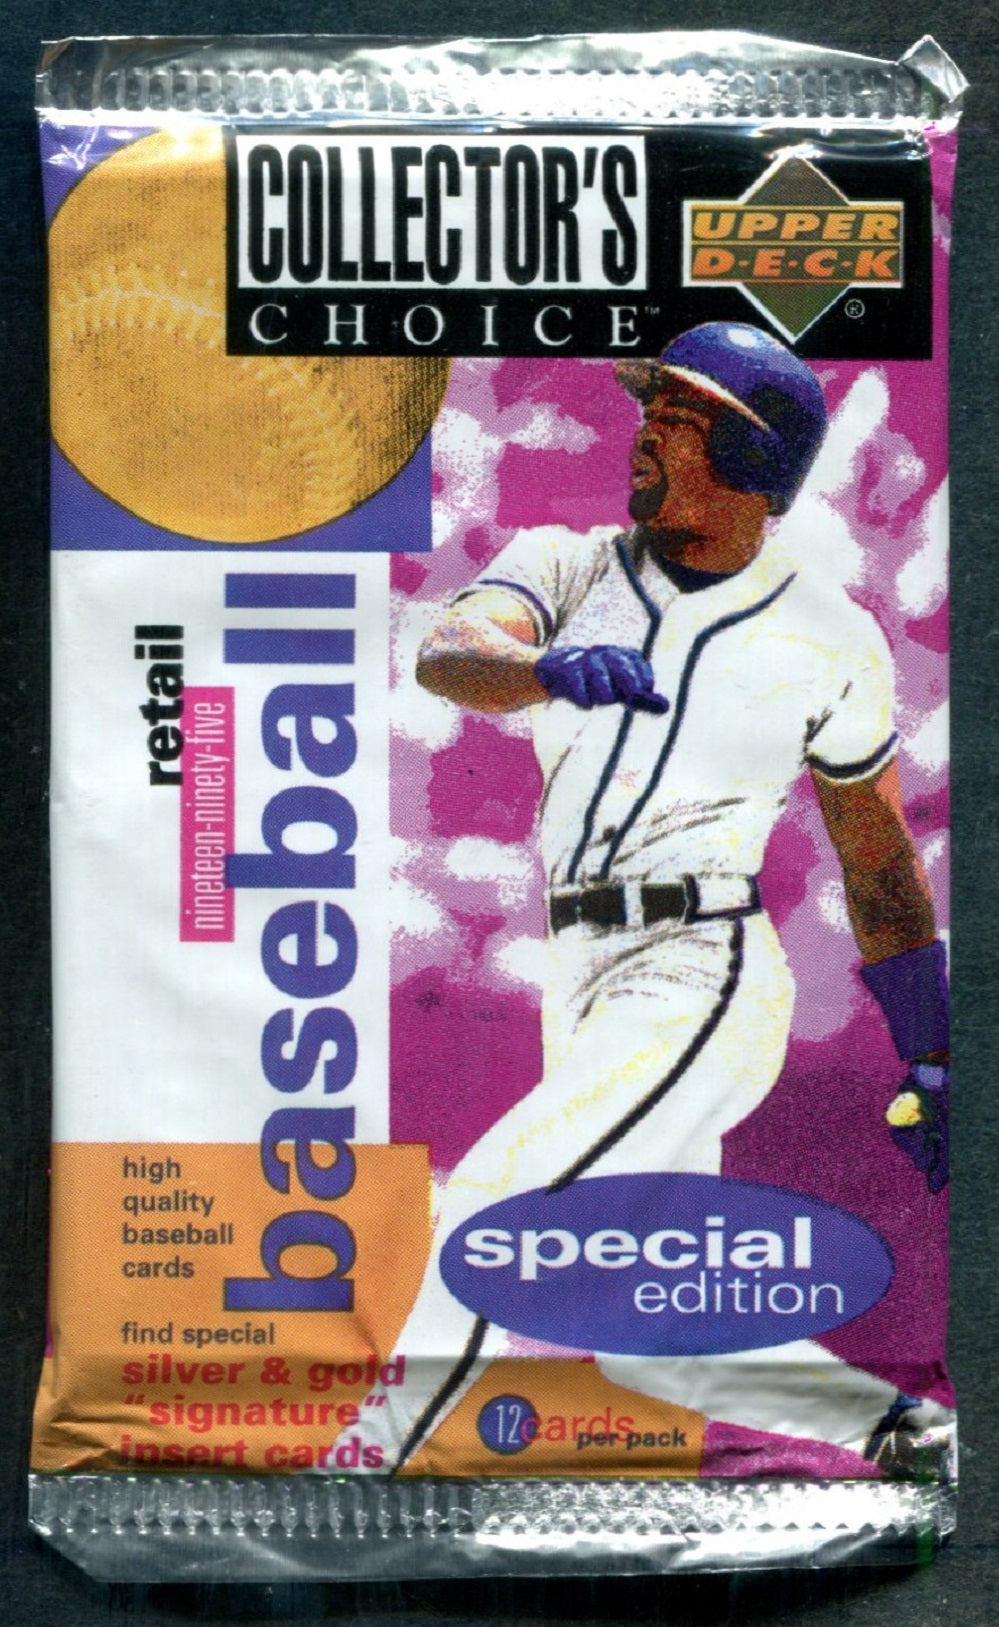 COLLECTOR'S
CHOICE™
UPPER
D·E·C·K
®
retail
nineteen-ninety-five
baseball
high
quality
baseball
cards
find special
silver & gold
"signature"
insert cards
special
edition
12 cards
per pack